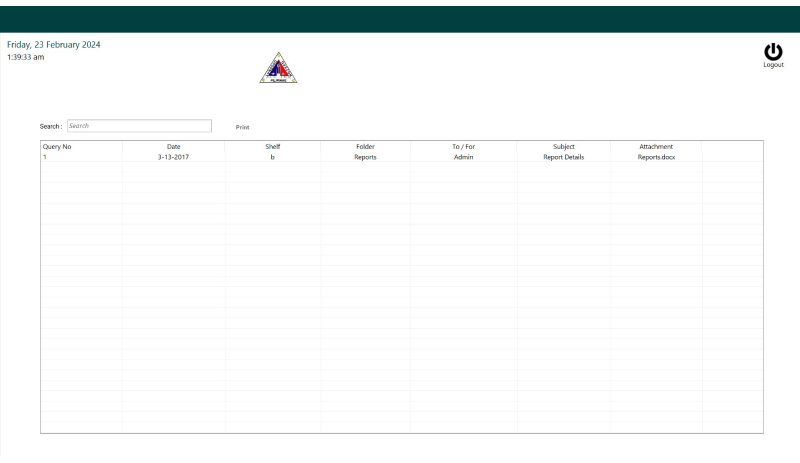 Friday, 23 February 2024
1:39:33 am
Logout
PILIPINAS
Search : Search Print
Query No Date Shelf Folder To / For Subject Attachment
1 3-13-2017 b Reports Admin Report Details Reports.docx